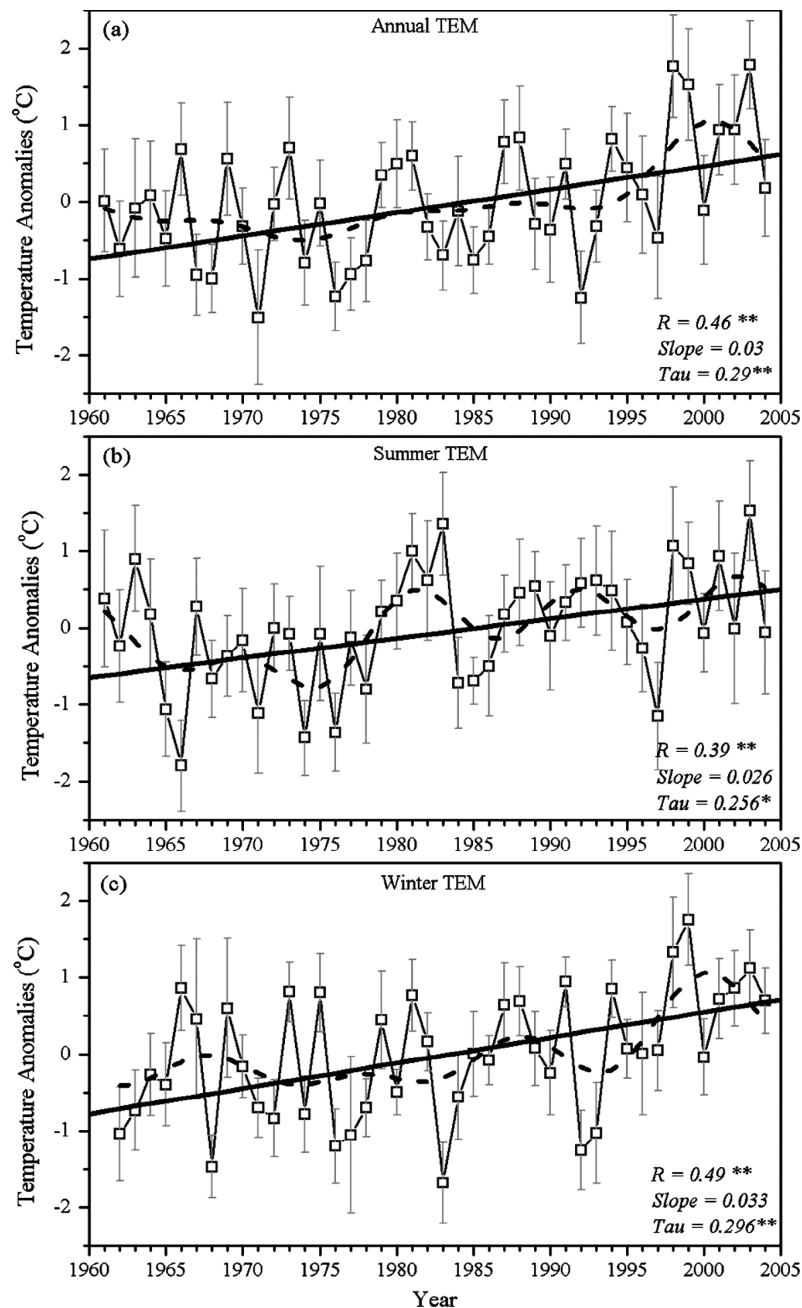 (a) Annual TEM
Temperature Anomalies (°C)
2
1
0
-1
-2
R = 0.46 **
Slope = 0.03
Tau = 0.29**
1960 1965 1970 1975 1980 1985 1990 1995 2000 2005
(b) Summer TEM
Temperature Anomalies (°C)
2
1
0
-1
-2
R = 0.39 **
Slope = 0.026
Tau = 0.256*
1960 1965 1970 1975 1980 1985 1990 1995 2000 2005
(c) Winter TEM
Temperature Anomalies (°C)
2
1
0
-1
-2
R = 0.49 **
Slope = 0.033
Tau = 0.296**
1960 1965 1970 1975 1980 1985 1990 1995 2000 2005
Year